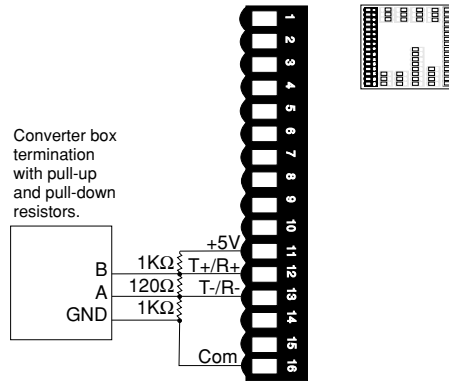 1
2
3
4
5
6
7
8
9
10
11
12
13
14
15
16
Converter box
termination
with pull-up
and pull-down
resistors.
+5V
B 1KΩ T+/R+
A 120Ω T-/R-
GND 1KΩ
Com